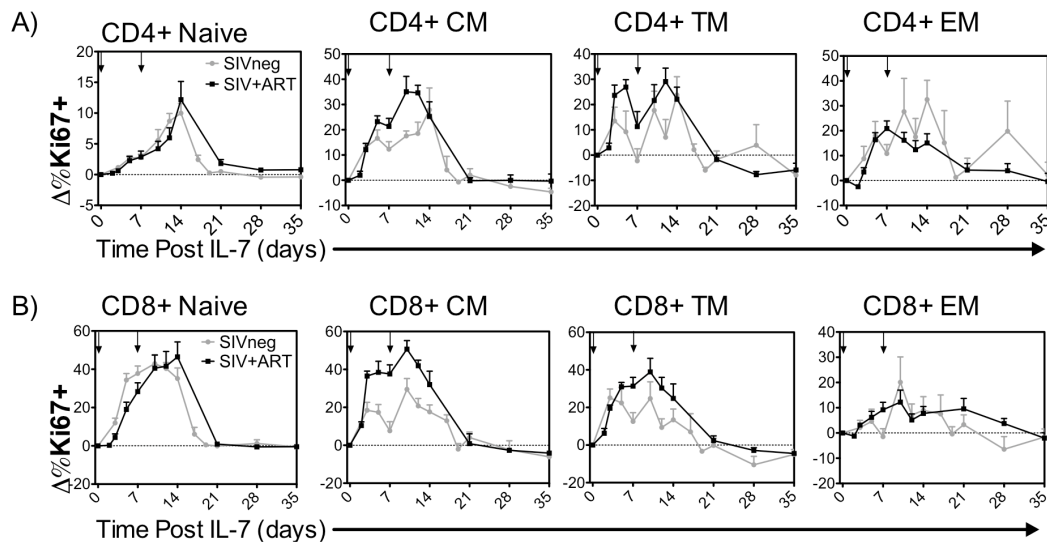 A)
CD4+ Naive
CD4+ CM
CD4+ TM
CD4+ EM
Δ%Ki67+
20
15
10
5
0
-5
SIVneg
SIV+ART
0 7 14 21 28 35
50
40
30
20
10
0
-10
0 7 14 21 28 35
40
30
20
10
0
-10
-20
0 7 14 21 28 35
50
40
30
20
10
0
-10
0 7 14 21 28 35
Time Post IL-7 (days)
B)
CD8+ Naive
CD8+ CM
CD8+ TM
CD8+ EM
Δ%Ki67+
60
40
20
0
-20
SIVneg
SIV+ART
0 7 14 21 28 35
60
40
20
0
-20
0 7 14 21 28 35
60
40
20
0
-20
0 7 14 21 28 35
40
30
20
10
0
-10
-20
0 7 14 21 28 35
Time Post IL-7 (days)